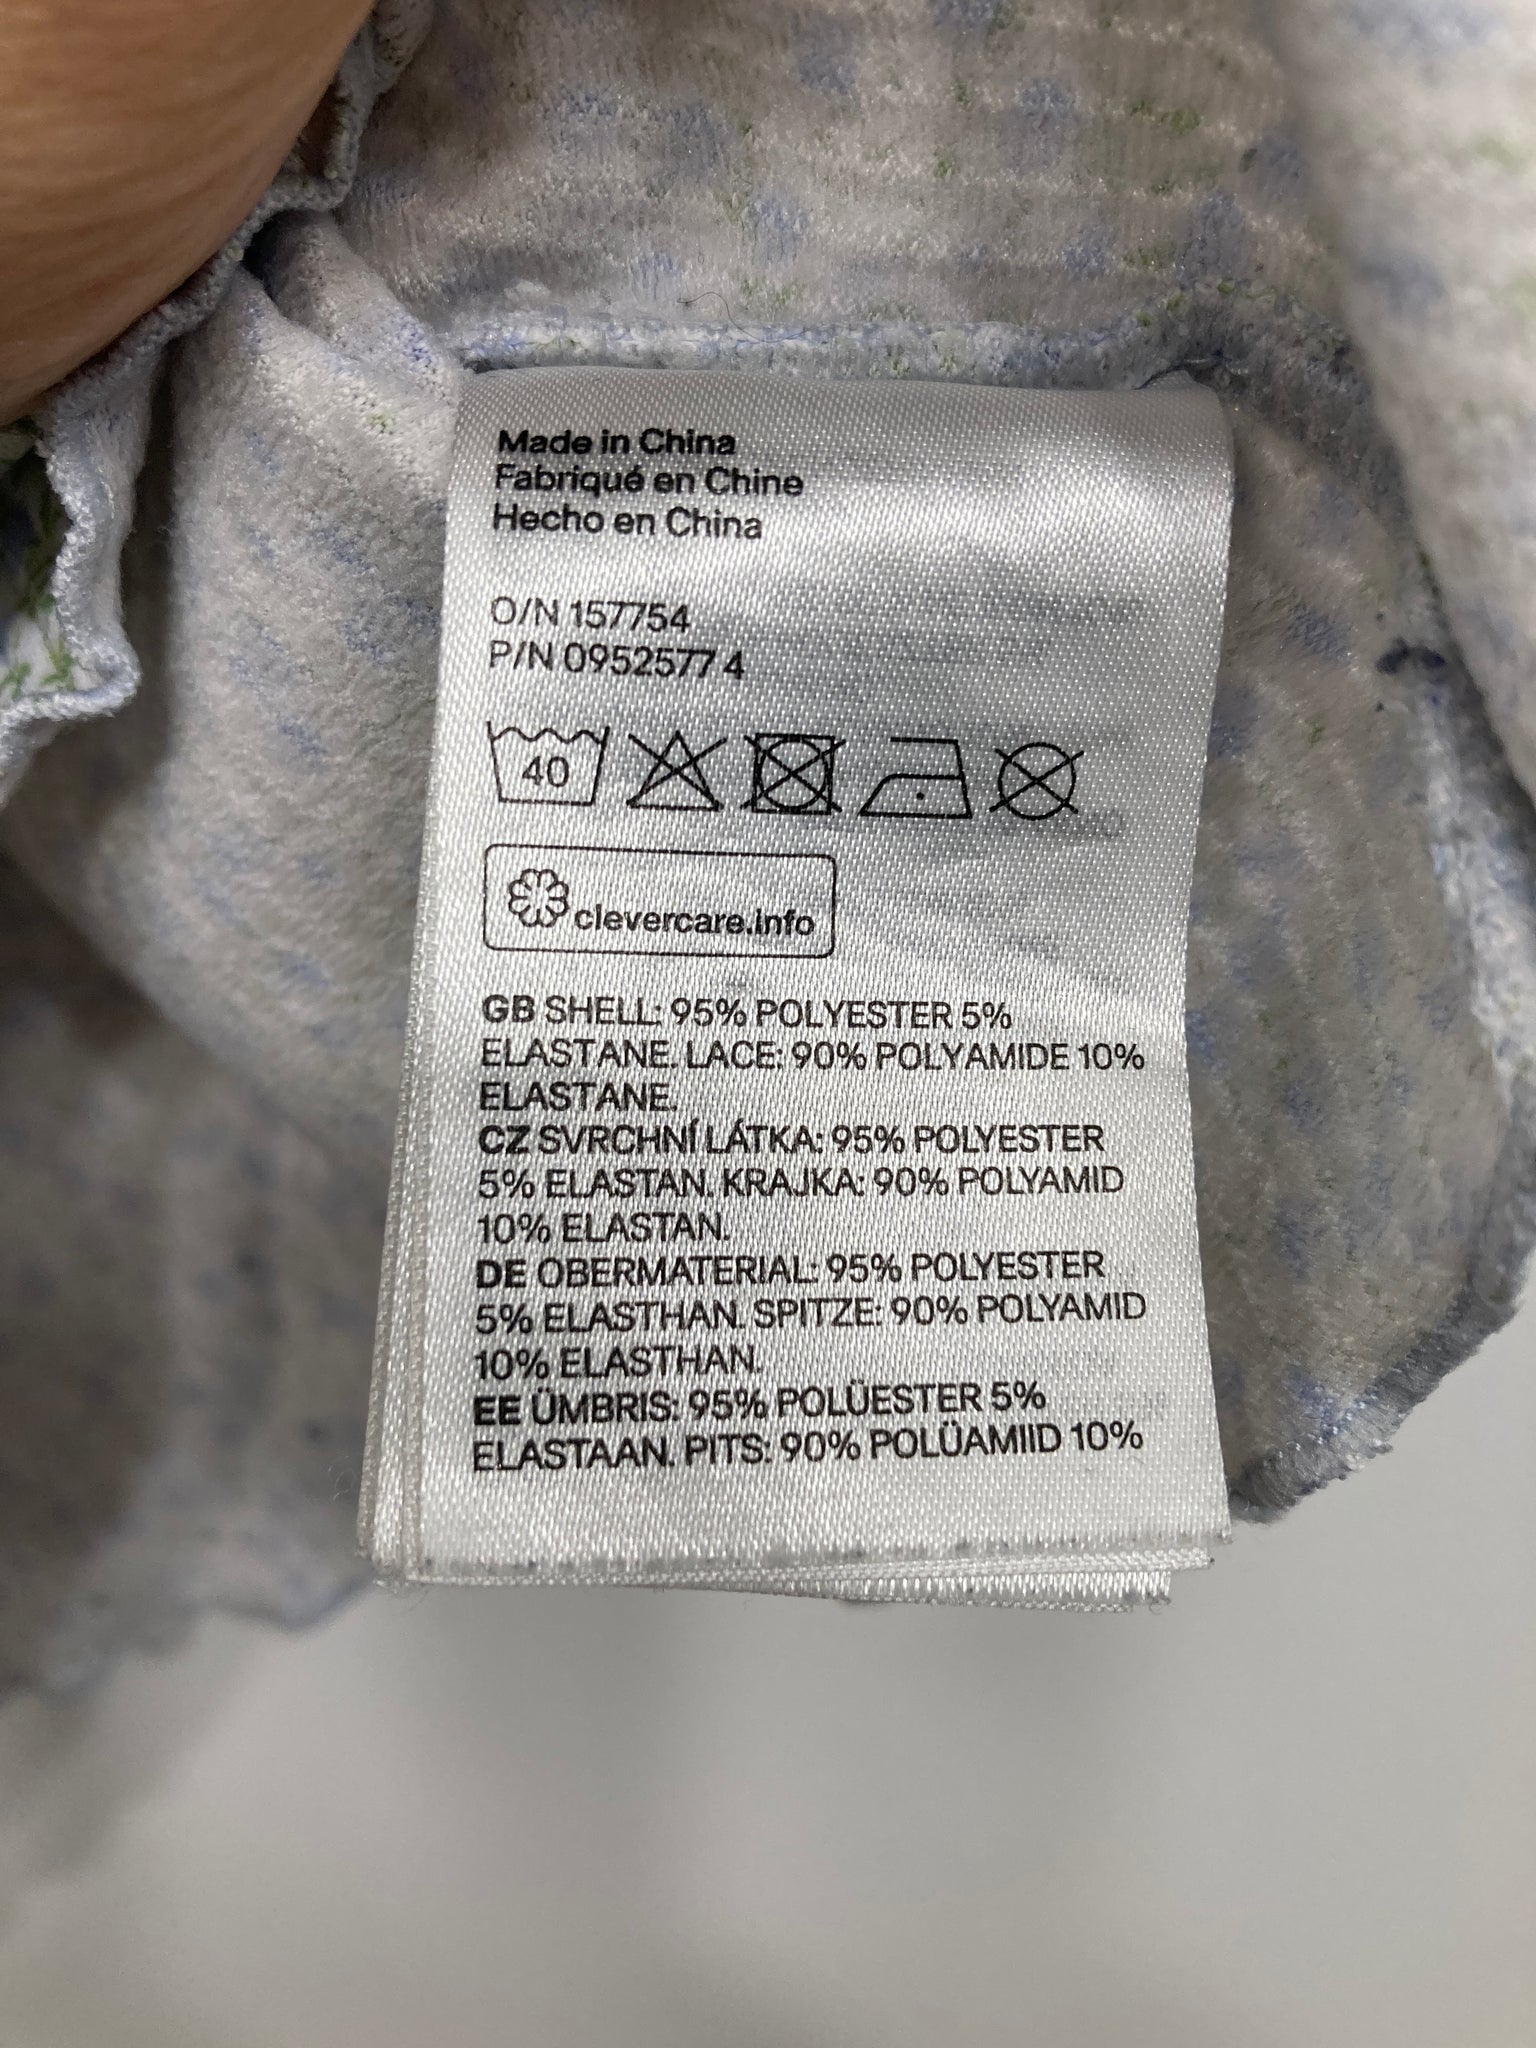 Made in China
Fabriqué en Chine
Hecho en China
O/N 157754
P/N 0952577 4
40
clevercare.info
GB SHELL: 95% POLYESTER 5%
ELASTANE. LACE: 90% POLYAMIDE 10%
ELASTANE.
CZ SVRCHNÍ LÁTKA: 95% POLYESTER
5% ELASTAN. KRAJKA: 90% POLYAMID
10% ELASTAN.
DE OBERMATERIAL: 95% POLYESTER
5% ELASTHAN. SPITZE: 90% POLYAMID
10% ELASTHAN.
EE ÜMBRIS: 95% POLÜESTER 5%
ELASTAAN. PITS: 90% POLÜAMIID 10%